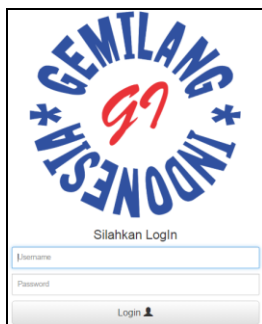 GEMILANG
GI
* INDONESIA *
Silahkan LogIn
Username
Password
Login